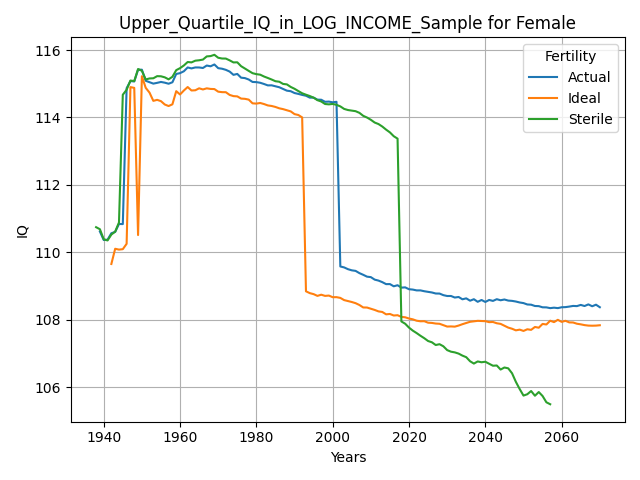 Upper_Quartile_IQ_in_LOG_INCOME_Sample for Female
Fertility
Actual
Ideal
Sterile
IQ
116
114
112
110
108
106
1940 1960 1980 2000 2020 2040 2060
Years